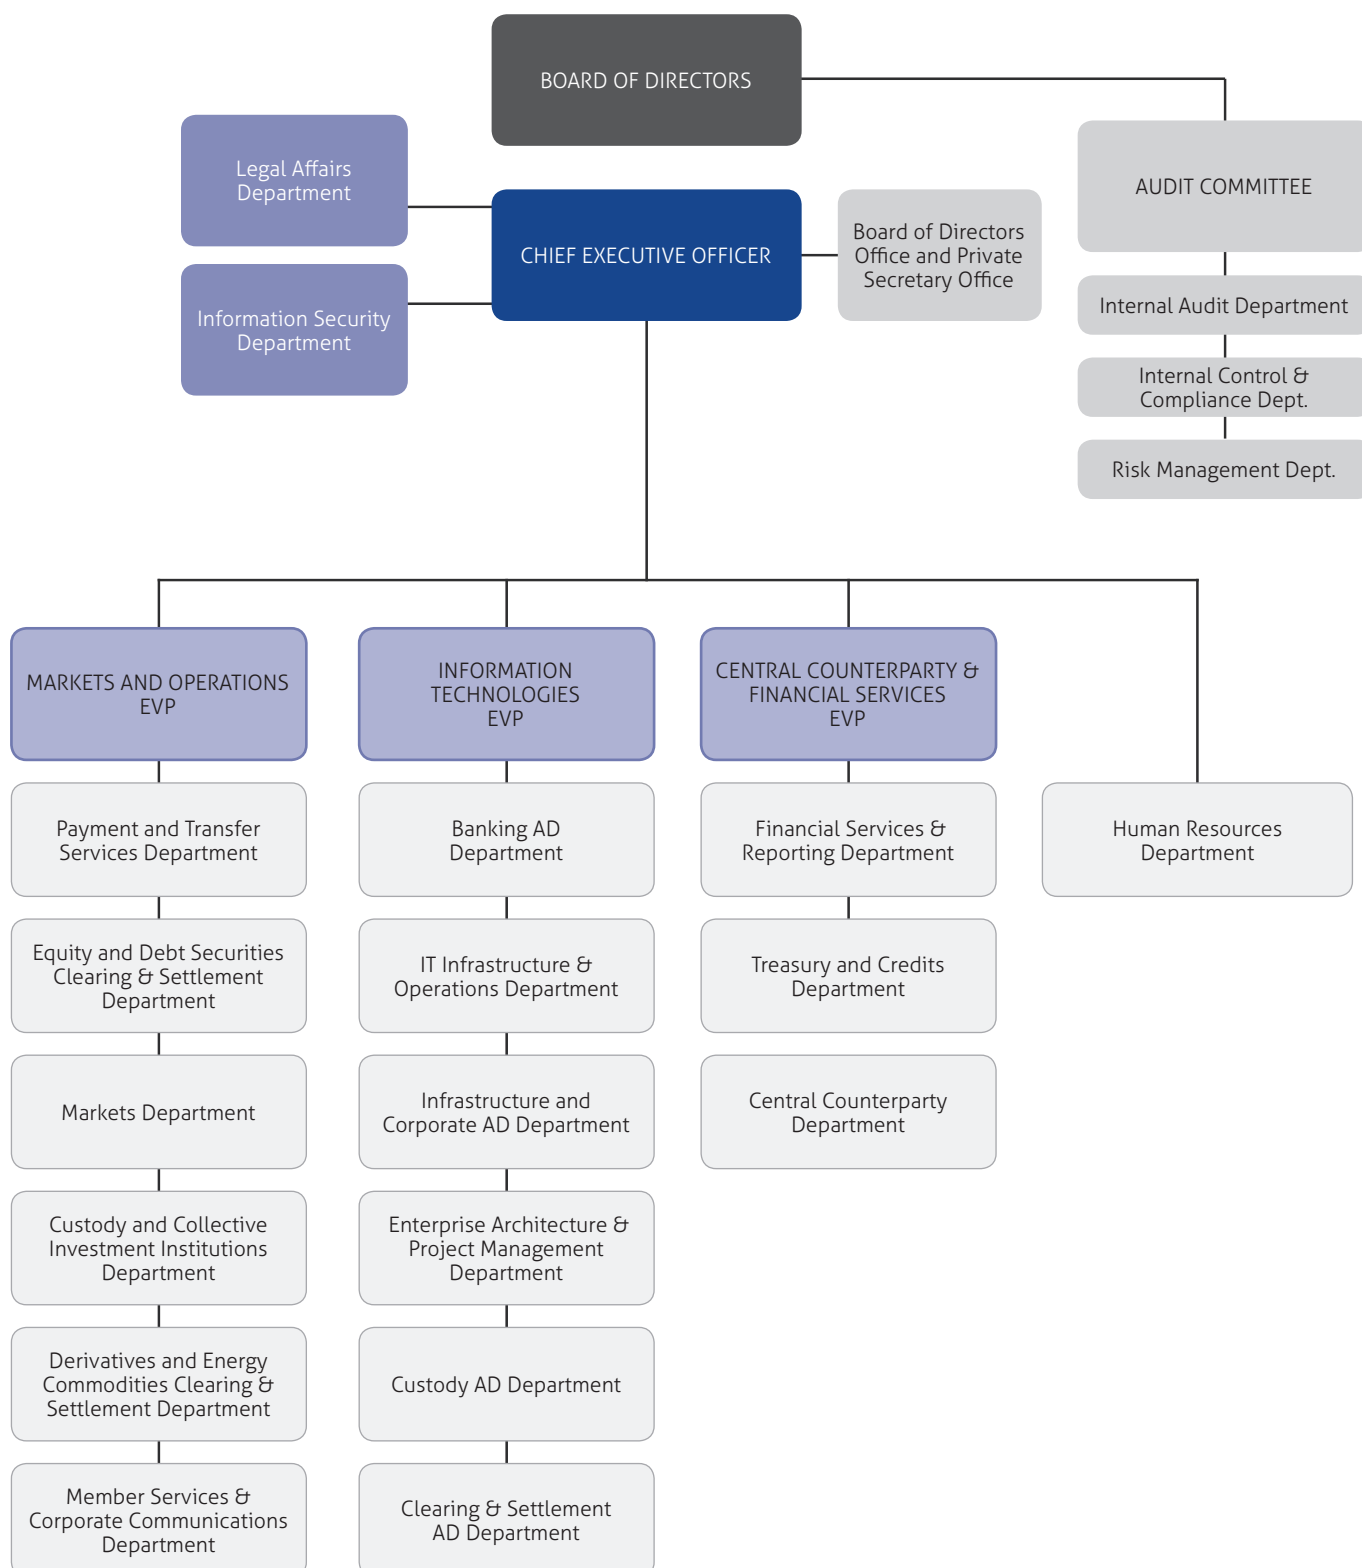 BOARD OF DIRECTORS
Legal Affairs
Department
AUDIT COMMITTEE
CHIEF EXECUTIVE OFFICER
Board of Directors
Office and Private
Secretary Office
Information Security
Department
Internal Audit Department
Internal Control &
Compliance Dept.
Risk Management Dept.
MARKETS AND OPERATIONS
EVP
INFORMATION
TECHNOLOGIES
EVP
CENTRAL COUNTERPARTY &
FINANCIAL SERVICES
EVP
Payment and Transfer
Services Department
Banking AD
Department
Financial Services &
Reporting Department
Human Resources
Department
Equity and Debt Securities
Clearing & Settlement
Department
IT Infrastructure &
Operations Department
Treasury and Credits
Department
Markets Department
Infrastructure and
Corporate AD Department
Central Counterparty
Department
Custody and Collective
Investment Institutions
Department
Enterprise Architecture &
Project Management
Department
Derivatives and Energy
Commodities Clearing &
Settlement Department
Custody AD Department
Member Services &
Corporate Communications
Department
Clearing & Settlement
AD Department